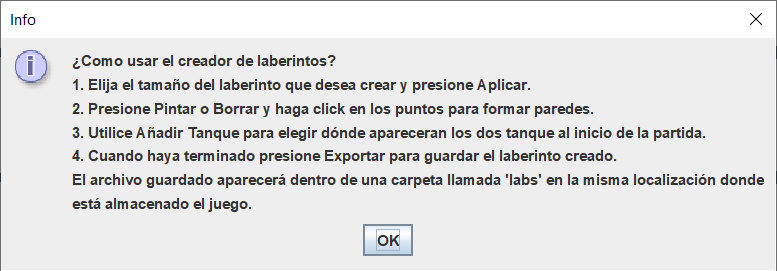 Info
¿Como usar el creador de laberintos?
1. Elija el tamaño del laberinto que desea crear y presione Aplicar.
2. Presione Pintar o Borrar y haga click en los puntos para formar paredes.
3. Utilice Añadir Tanque para elegir dónde apareceran los dos tanque al inicio de la partida.
4. Cuando haya terminado presione Exportar para guardar el laberinto creado.
El archivo guardado aparecerá dentro de una carpeta llamada 'labs' en la misma localización donde
está almacenado el juego.
OK